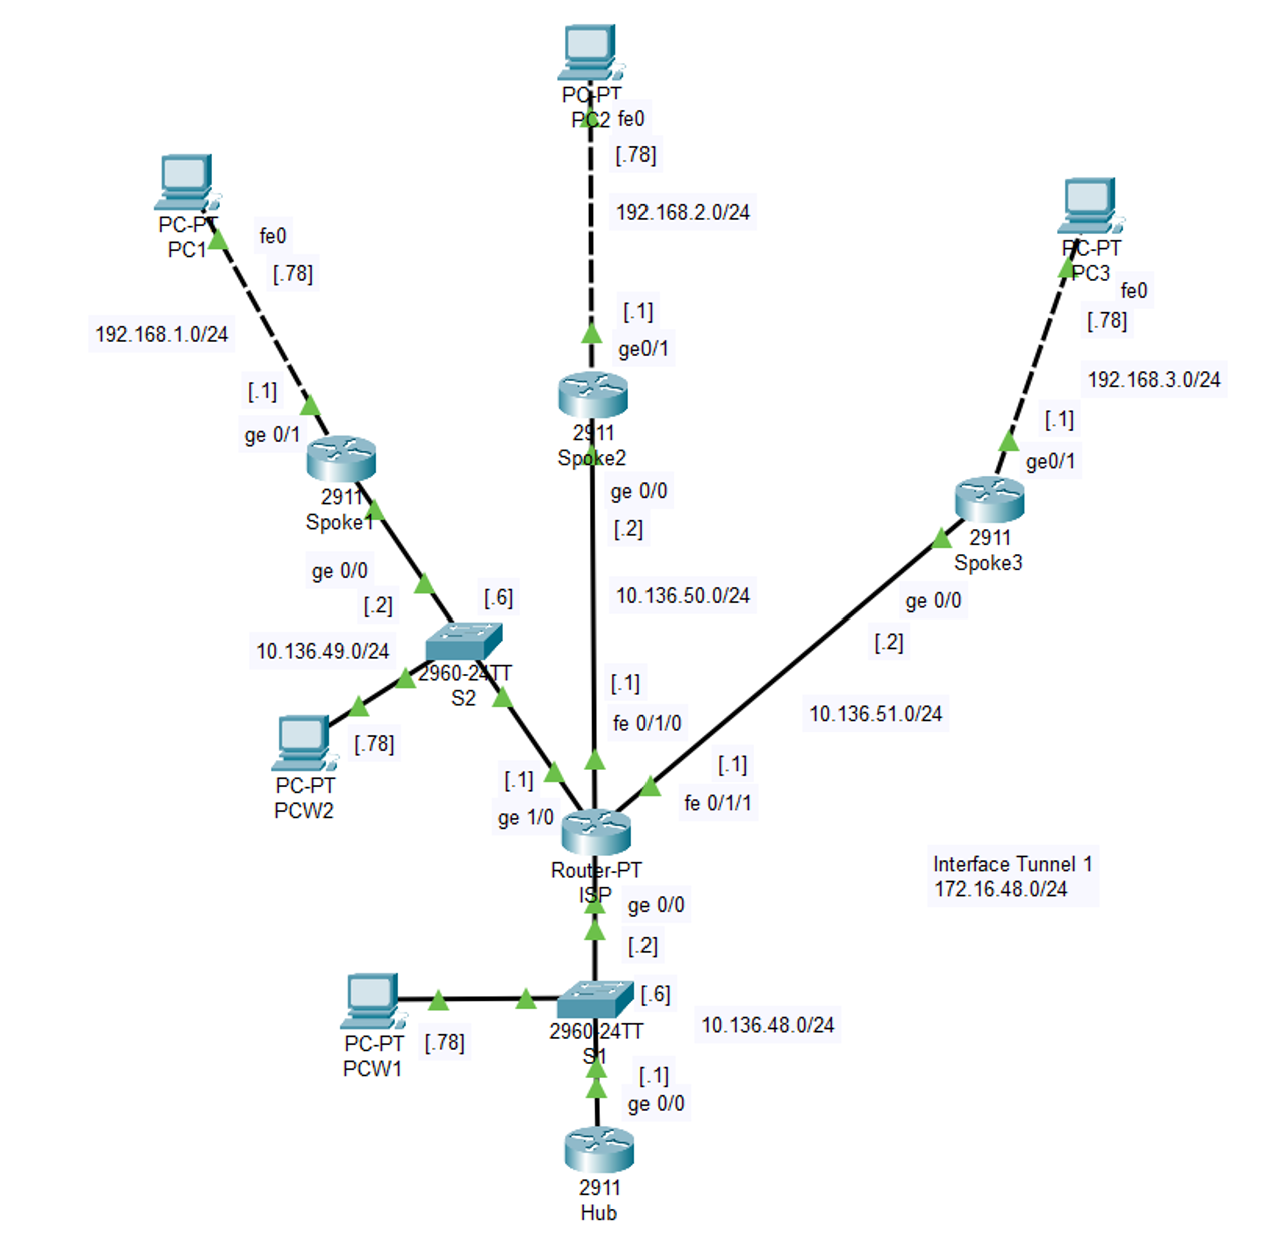 PC-PT
PC2
fe0
[.78]
192.168.2.0/24
PC-PT
PC1
fe0
[.78]
192.168.1.0/24
[.1]
ge 0/1
2911
Spoke1
ge 0/0
[.2]
[.1]
ge0/1
2911
Spoke2
ge 0/0
[.2]
10.136.50.0/24
[.1]
fe 0/1/0
PC-PT
PC3
fe0
[.78]
192.168.3.0/24
[.1]
ge0/1
2911
Spoke3
ge 0/0
[.2]
10.136.51.0/24
[.1]
fe 0/1/1
[.6]
10.136.49.0/24
2960-24TT
S2
[.78]
PC-PT
PCW2
[.1]
ge 1/0
Router-PT
ISP
ge 0/0
[.2]
Interface Tunnel 1
172.16.48.0/24
[.6]
2960-24TT
S1
10.136.48.0/24
PC-PT
PCW1
[.78]
[.1]
ge 0/0
2911
Hub